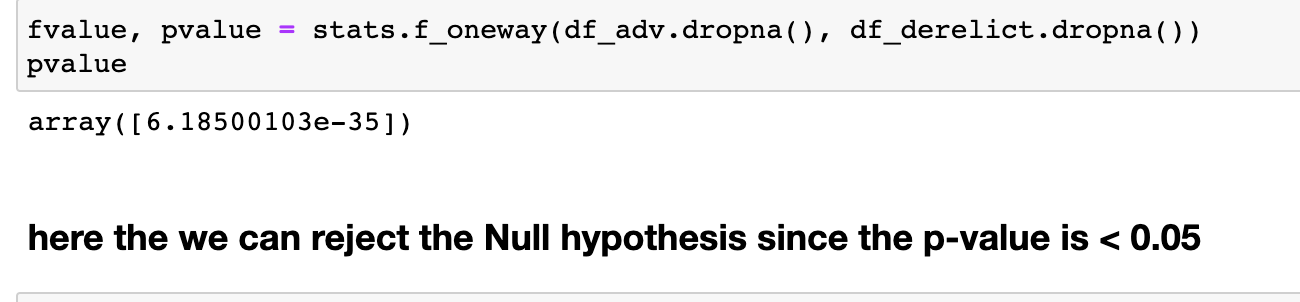 fvalue, pvalue = stats.f_oneway(df_adv.dropna(), df_derelict.dropna())
pvalue
array([6.18500103e-35])
here the we can reject the Null hypothesis since the p-value is < 0.05